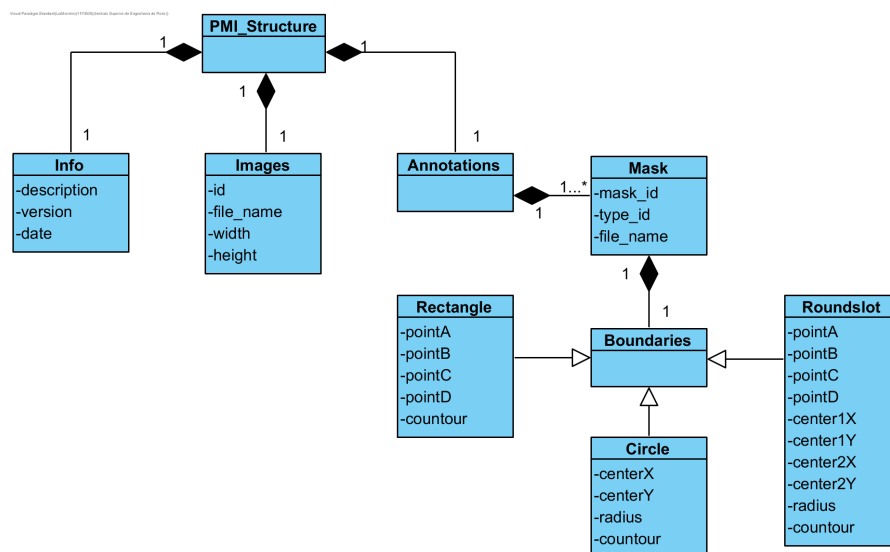 PMI_Structure
1
1
1
1
1
1
Info
-description
-version
-date
Images
-id
-file_name
-width
-height
Annotations
1
1...*
Mask
-mask_id
-type_id
-file_name
1
1
Rectangle
-pointA
-pointB
-pointC
-pointD
-countour
Boundaries
Roundslot
-pointA
-pointB
-pointC
-pointD
-center1X
-center1Y
-center2X
-center2Y
-radius
-countour
Circle
-centerX
-centerY
-radius
-countour